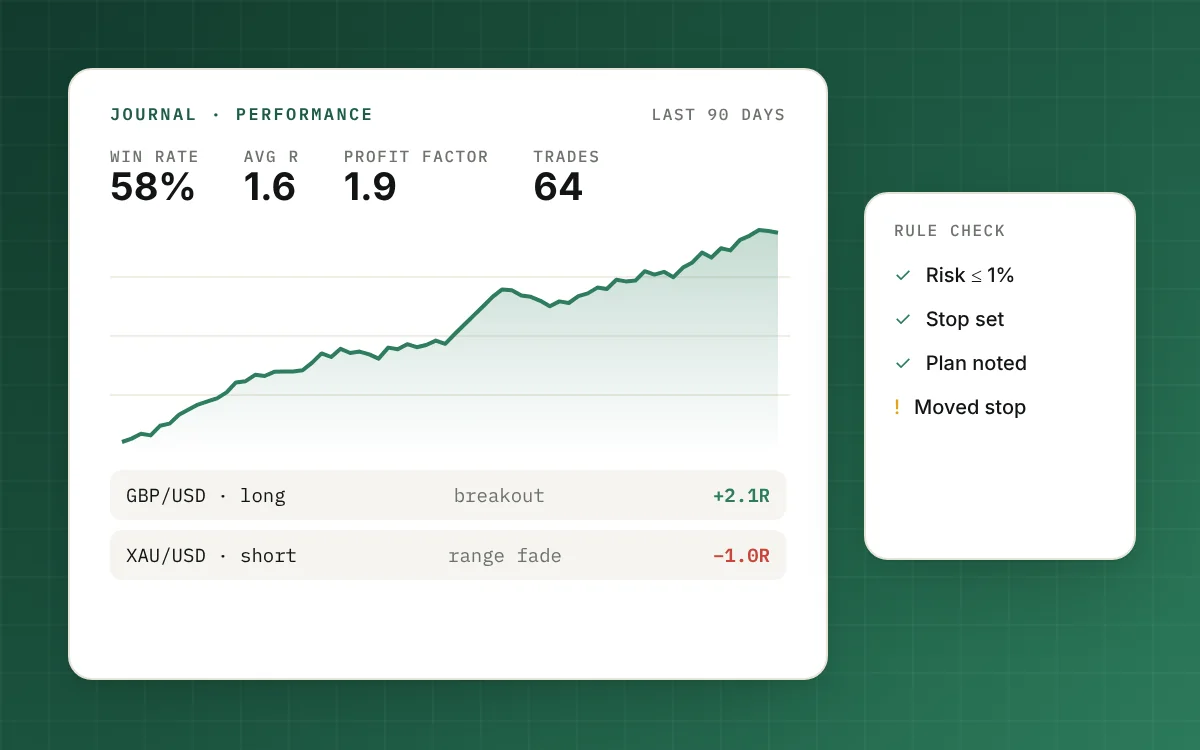 JOURNAL · PERFORMANCE
LAST 90 DAYS
WIN RATE
58%
AVG R
1.6
PROFIT FACTOR
1.9
TRADES
64
GBP/USD · long
breakout
+2.1R
XAU/USD · short
range fade
−1.0R
RULE CHECK
✓ Risk ≤ 1%
✓ Stop set
✓ Plan noted
! Moved stop